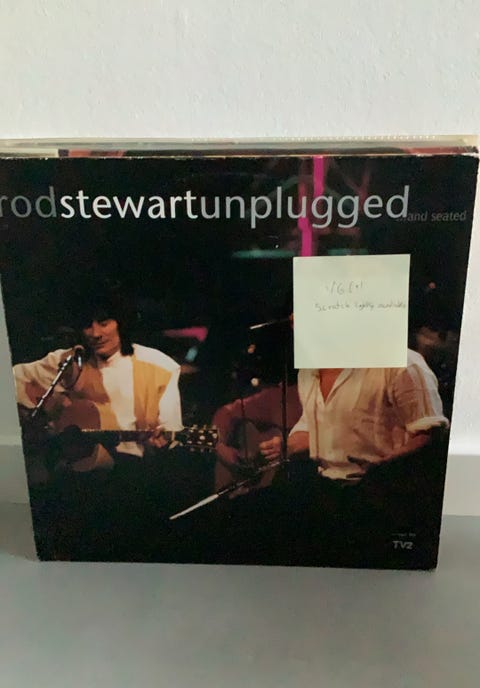 rodstewartunplugged
...and seated
VG(+)
Scratch lightly audible
TV2